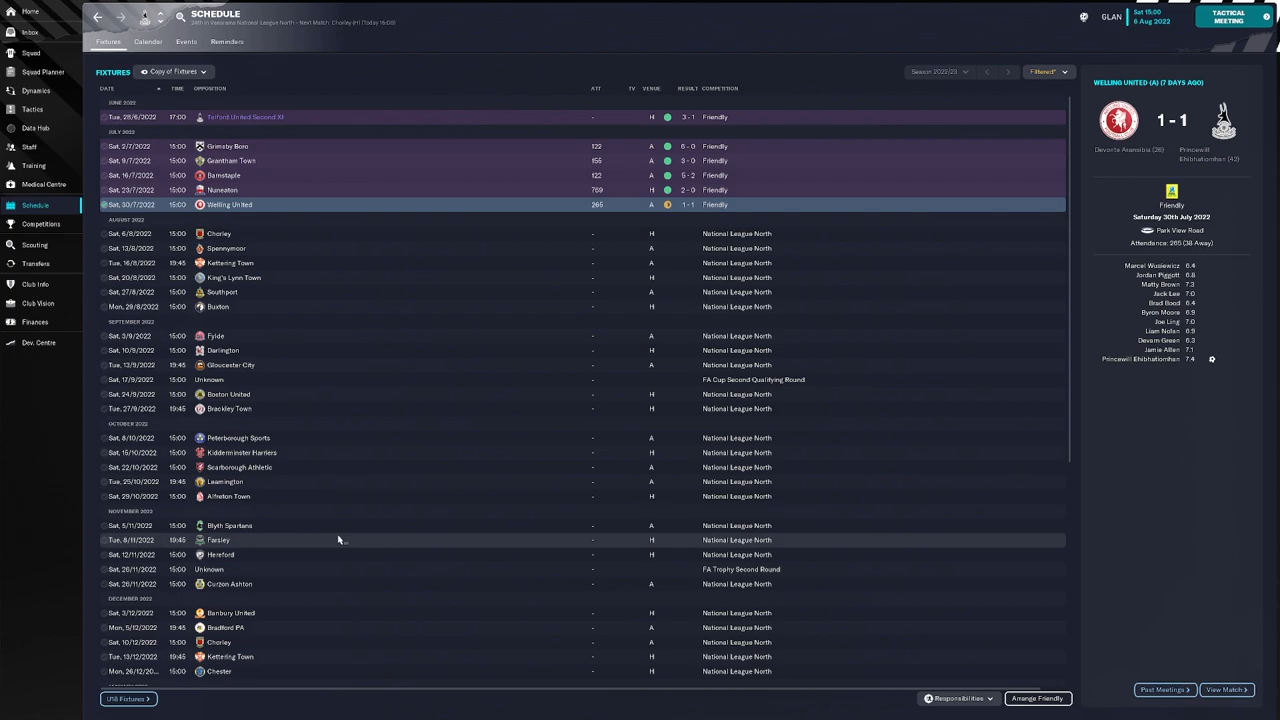 Home
Inbox
Squad
Squad Planner
Dynamics
Tactics
Data Hub
Staff
Training
Medical Centre
Schedule
Competitions
Scouting
Transfers
Club Info
Club Vision
Finances
Dev. Centre
SCHEDULE
24th in Vanarama National League North - Next Match: Chorley (H) (Today 15:00)
GLAN
Sat 15:00
6 Aug 2022
TACTICAL MEETING
Fixtures Calendar Events Reminders
FIXTURES Copy of Fixtures Season 2022/23 Filtered*
DATE TIME OPPOSITION ATT TV VENUE RESULT COMPETITION
JUNE 2022
Tue, 28/6/2022 17:00 Telford United Second XI - H 3 - 1 Friendly
JULY 2022
Sat, 2/7/2022 15:00 Grimsby Boro 122 A 6 - 0 Friendly
Sat, 9/7/2022 15:00 Grantham Town 155 A 3 - 0 Friendly
Sat, 16/7/2022 15:00 Barnstaple 122 A 5 - 2 Friendly
Sat, 23/7/2022 15:00 Nuneaton 769 H 2 - 0 Friendly
Sat, 30/7/2022 15:00 Welling United 265 A 1 - 1 Friendly
AUGUST 2022
Sat, 6/8/2022 15:00 Chorley - H National League North
Sat, 13/8/2022 15:00 Spennymoor - A National League North
Tue, 16/8/2022 19:45 Kettering Town - A National League North
Sat, 20/8/2022 15:00 King's Lynn Town - H National League North
Sat, 27/8/2022 15:00 Southport - A National League North
Mon, 29/8/2022 15:00 Buxton - H National League North
SEPTEMBER 2022
Sat, 3/9/2022 15:00 Fylde - A National League North
Sat, 10/9/2022 15:00 Darlington - H National League North
Tue, 13/9/2022 19:45 Gloucester City - A National League North
Sat, 17/9/2022 15:00 Unknown - FA Cup Second Qualifying Round
Sat, 24/9/2022 15:00 Boston United - H National League North
Tue, 27/9/2022 19:45 Brackley Town - H National League North
OCTOBER 2022
Sat, 8/10/2022 15:00 Peterborough Sports - A National League North
Sat, 15/10/2022 15:00 Kidderminster Harriers - H National League North
Sat, 22/10/2022 15:00 Scarborough Athletic - A National League North
Tue, 25/10/2022 19:45 Leamington - A National League North
Sat, 29/10/2022 15:00 Alfreton Town - H National League North
NOVEMBER 2022
Sat, 5/11/2022 15:00 Blyth Spartans - A National League North
Tue, 8/11/2022 19:45 Farsley - H National League North
Sat, 12/11/2022 15:00 Hereford - H National League North
Sat, 26/11/2022 15:00 Unknown - FA Trophy Second Round
Sat, 26/11/2022 15:00 Curzon Ashton - A National League North
DECEMBER 2022
Sat, 3/12/2022 15:00 Banbury United - H National League North
Mon, 5/12/2022 19:45 Bradford PA - A National League North
Sat, 10/12/2022 15:00 Chorley - A National League North
Tue, 13/12/2022 19:45 Kettering Town - H National League North
Mon, 26/12/20... 15:00 Chester - H National League North
U18 Fixtures >
Responsibilities
Arrange Friendly
WELLING UNITED (A) (7 DAYS AGO)
1 - 1
Devonte Aransibia (26)
Princewill Ehibhatiomhan (42)
Friendly
Saturday 30th July 2022
Park View Road
Attendance: 265 (38 Away)
Marcel Wusiewicz 6.4
Jordan Piggott 6.8
Matty Brown 7.3
Jack Lee 7.0
Brad Bood 6.4
Byron Moore 6.9
Joe Ling 7.0
Liam Nolan 6.9
Devarn Green 6.3
Jamie Allen 7.1
Princewill Ehibhatiomhan 7.4
Past Meetings >
View Match >